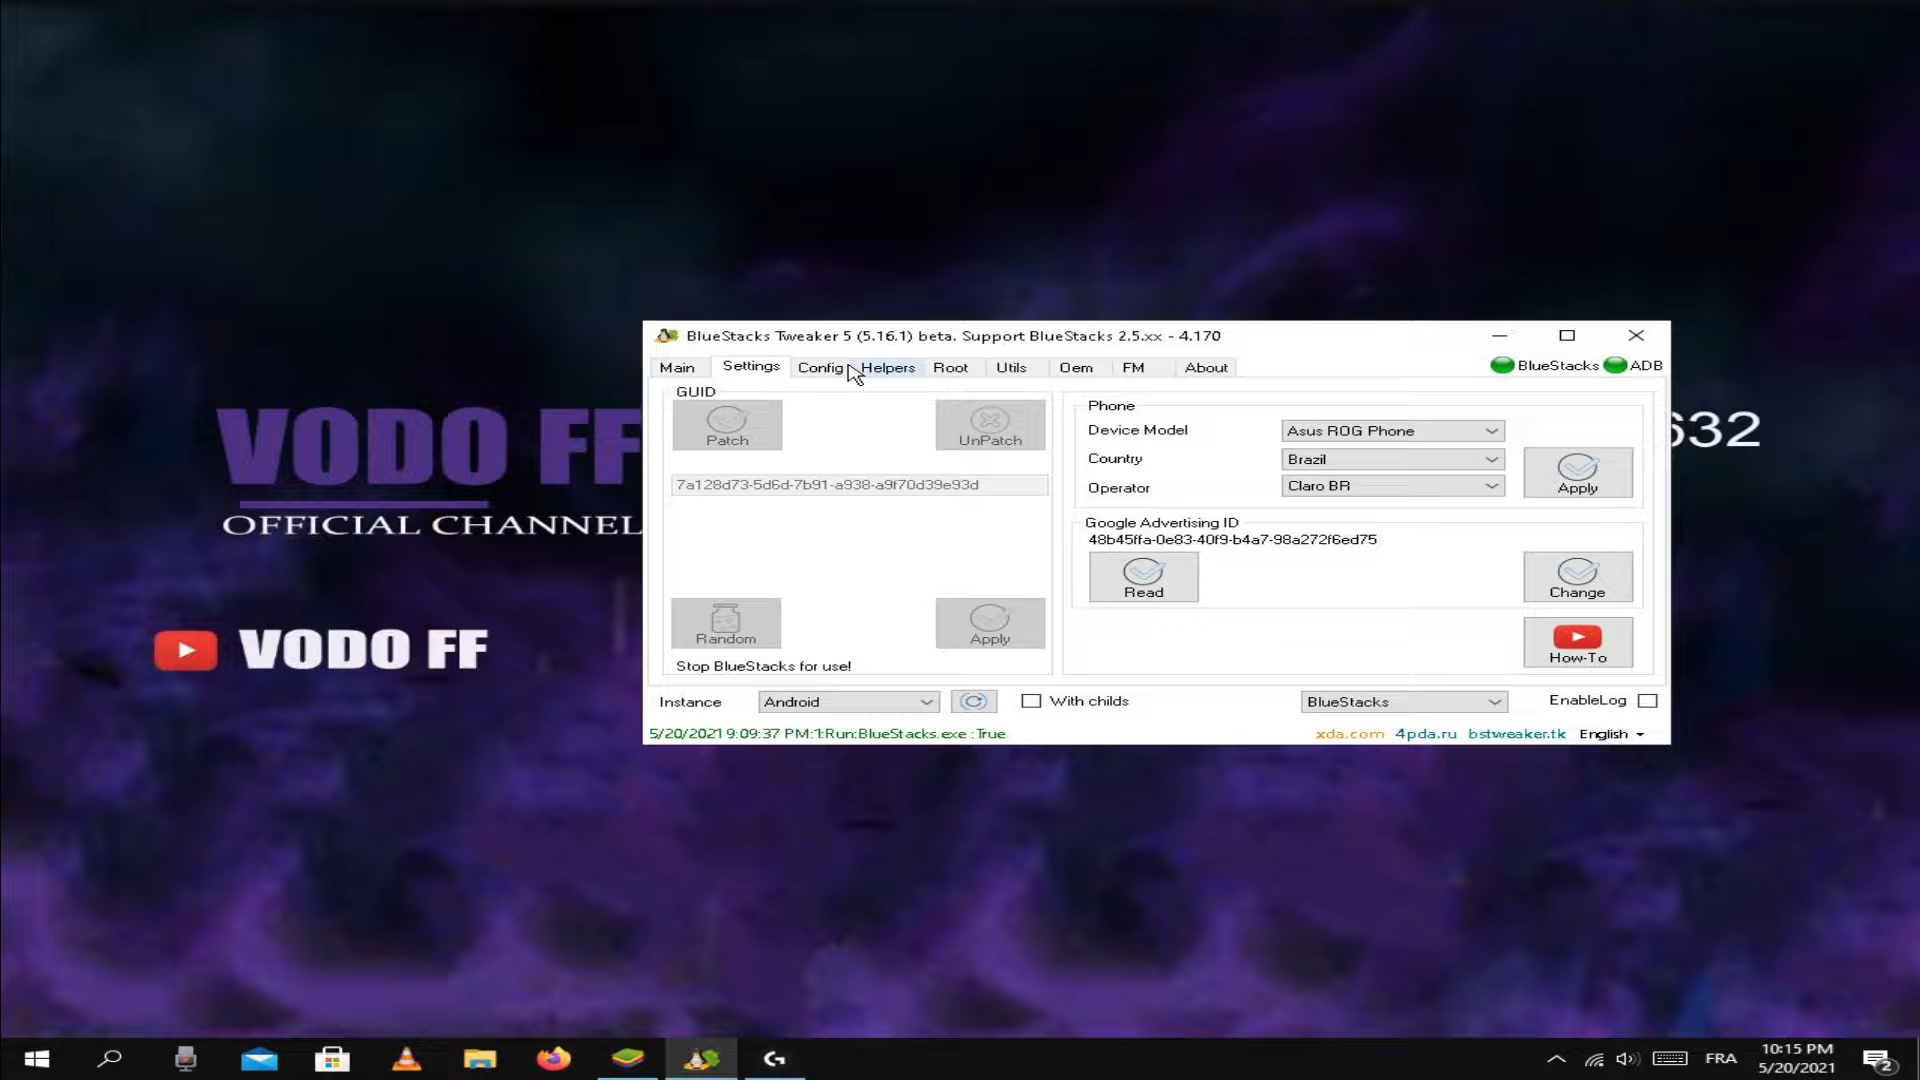 BlueStacks Tweaker 5 (5.16.1) beta. Support BlueStacks 2.5.xx - 4.170
Main Settings Config Helpers Root Utils Oem FM About BlueStacks ADB
GUID
Patch UnPatch
7a128d73-5d6d-7b91-a938-a9f70d39e93d
Random Apply
Stop BlueStacks for use!
Phone
Device Model Asus ROG Phone
Country Brazil
Operator Claro BR
Apply
Google Advertising ID
48b45ffa-0e83-40f9-b4a7-98a272f6ed75
Read Change
How-To
Instance Android With childs BlueStacks EnableLog
5/20/2021 9:09:37 PM:1:Run:BlueStacks.exe :True xda.com 4pda.ru bstweaker.tk English
VODO FF
OFFICIAL CHANNEL
VODO FF
632
FRA
10:15 PM
5/20/2021
2